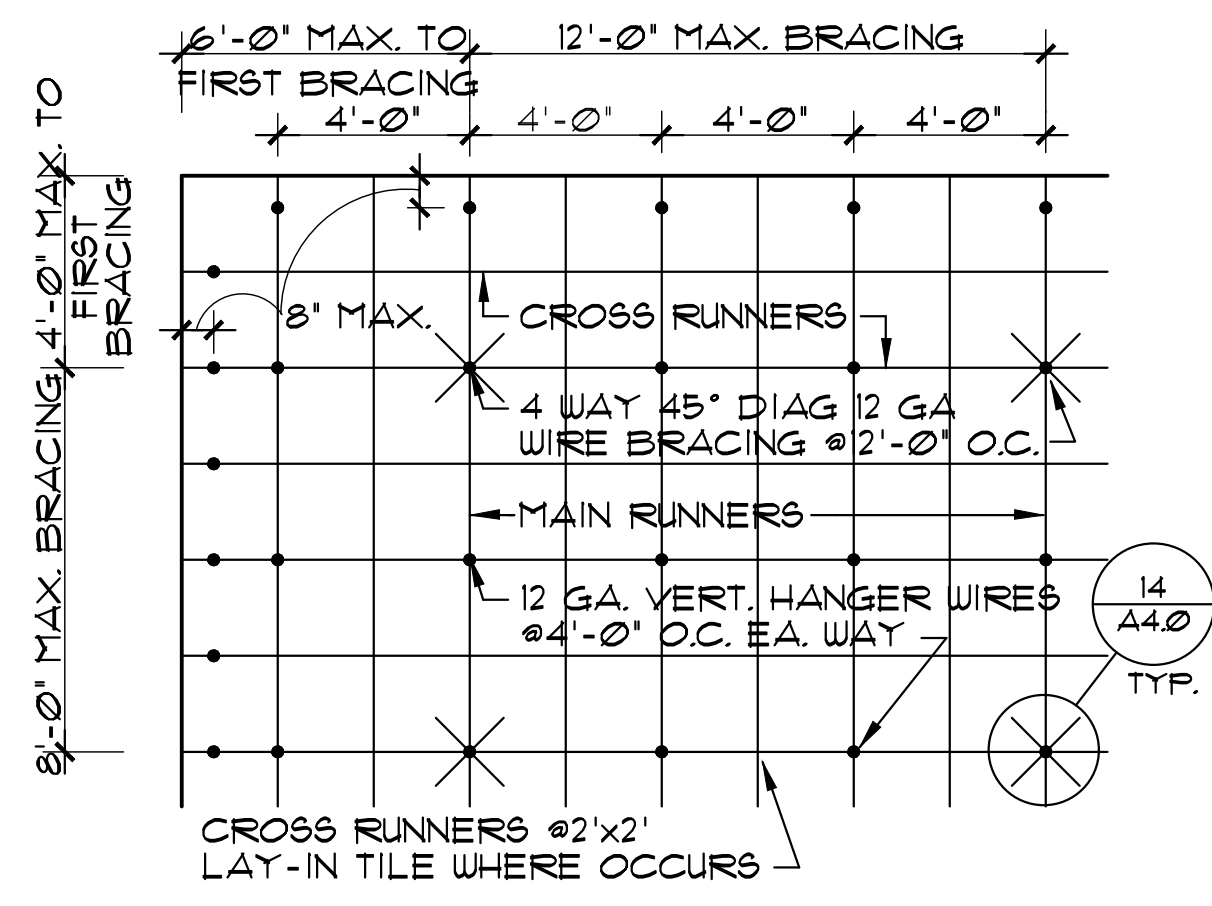 6'-0" MAX. TO
FIRST BRACING
12'-0" MAX. BRACING
4'-0"
4'-0"
4'-0"
4'-0"
4'-0" MAX. TO
FIRST
BRACING
8'-0" MAX. BRACING
8" MAX.
CROSS RUNNERS
4 WAY 45° DIAG 12 GA
WIRE BRACING @12'-0" O.C.
MAIN RUNNERS
12 GA. VERT. HANGER WIRES
@4'-0" O.C. EA. WAY
14
A4.0
TYP.
CROSS RUNNERS @2'x2'
LAY-IN TILE WHERE OCCURS